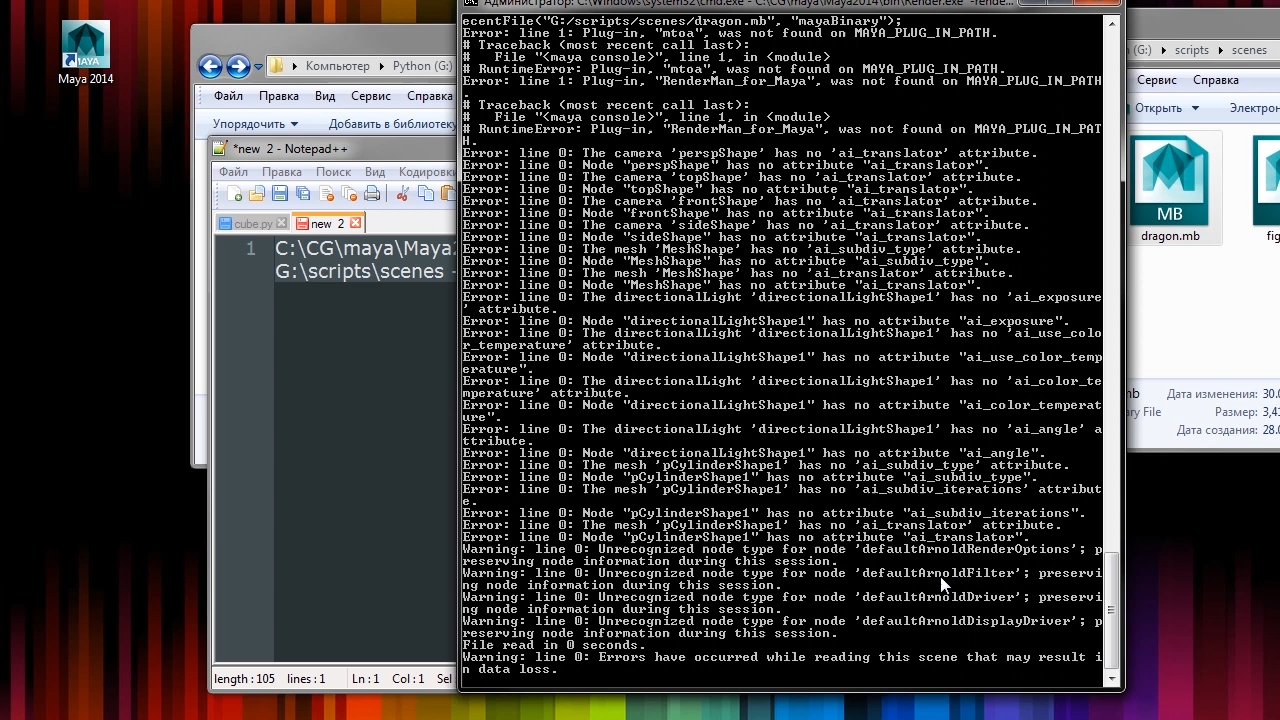 MAYA
Maya 2014
Компьютер
Python (G:)
Файл
Правка
Вид
Сервис
Справка
Упорядочить
Добавить в библиотеку
*new 2 - Notepad++
Файл
Правка
Поиск
Вид
Кодировки
cube.py
new 2
1
C:\CG\maya\Maya2
G:\scripts\scenes -
length : 105
lines : 1
Ln : 1
Col : 1
Sel
Администратор: C:\Windows\system32\cmd.exe - C:\CG\maya\Maya2014\bin\Render.exe -rende...
ecentFile("G:/scripts/scenes/dragon.mb", "mayaBinary");
Error: line 1: Plug-in, "mtoa", was not found on MAYA_PLUG_IN_PATH.
# Traceback (most recent call last):
#   File "<maya console>", line 1, in <module>
# RuntimeError: Plug-in, "mtoa", was not found on MAYA_PLUG_IN_PATH.
Error: line 1: Plug-in, "RenderMan_for_Maya", was not found on MAYA_PLUG_IN_PATH
.
# Traceback (most recent call last):
#   File "<maya console>", line 1, in <module>
# RuntimeError: Plug-in, "RenderMan_for_Maya", was not found on MAYA_PLUG_IN_PAT
H.
Error: line 0: The camera 'perspShape' has no 'ai_translator' attribute.
Error: line 0: Node "perspShape" has no attribute "ai_translator".
Error: line 0: The camera 'topShape' has no 'ai_translator' attribute.
Error: line 0: Node "topShape" has no attribute "ai_translator".
Error: line 0: The camera 'frontShape' has no 'ai_translator' attribute.
Error: line 0: Node "frontShape" has no attribute "ai_translator".
Error: line 0: The camera 'sideShape' has no 'ai_translator' attribute.
Error: line 0: Node "sideShape" has no attribute "ai_translator".
Error: line 0: The mesh 'MeshShape' has no 'ai_subdiv_type' attribute.
Error: line 0: Node "MeshShape" has no attribute "ai_subdiv_type".
Error: line 0: The mesh 'MeshShape' has no 'ai_translator' attribute.
Error: line 0: Node "MeshShape" has no attribute "ai_translator".
Error: line 0: The directionalLight 'directionalLightShape1' has no 'ai_exposure
' attribute.
Error: line 0: Node "directionalLightShape1" has no attribute "ai_exposure".
Error: line 0: The directionalLight 'directionalLightShape1' has no 'ai_use_colo
r_temperature' attribute.
Error: line 0: Node "directionalLightShape1" has no attribute "ai_use_color_temp
erature".
Error: line 0: The directionalLight 'directionalLightShape1' has no 'ai_color_te
mperature' attribute.
Error: line 0: Node "directionalLightShape1" has no attribute "ai_color_temperat
ure".
Error: line 0: The directionalLight 'directionalLightShape1' has no 'ai_angle' a
ttribute.
Error: line 0: Node "directionalLightShape1" has no attribute "ai_angle".
Error: line 0: The mesh 'pCylinderShape1' has no 'ai_subdiv_type' attribute.
Error: line 0: Node "pCylinderShape1" has no attribute "ai_subdiv_type".
Error: line 0: The mesh 'pCylinderShape1' has no 'ai_subdiv_iterations' attribut
e.
Error: line 0: Node "pCylinderShape1" has no attribute "ai_subdiv_iterations".
Error: line 0: The mesh 'pCylinderShape1' has no 'ai_translator' attribute.
Error: line 0: Node "pCylinderShape1" has no attribute "ai_translator".
Warning: line 0: Unrecognized node type for node 'defaultArnoldRenderOptions'; p
reserving node information during this session.
Warning: line 0: Unrecognized node type for node 'defaultArnoldFilter'; preservi
ng node information during this session.
Warning: line 0: Unrecognized node type for node 'defaultArnoldDriver'; preservi
ng node information during this session.
Warning: line 0: Unrecognized node type for node 'defaultArnoldDisplayDriver'; p
reserving node information during this session.
File read in 0 seconds.
Warning: line 0: Errors have occurred while reading this scene that may result i
n data loss.
(G:)
scripts
scenes
Сервис
Справка
Открыть
Электрон
MB
dragon.mb
fig
mb
Дата изменения: 30.0
ary File
Размер: 3,41
Дата создания: 28.0